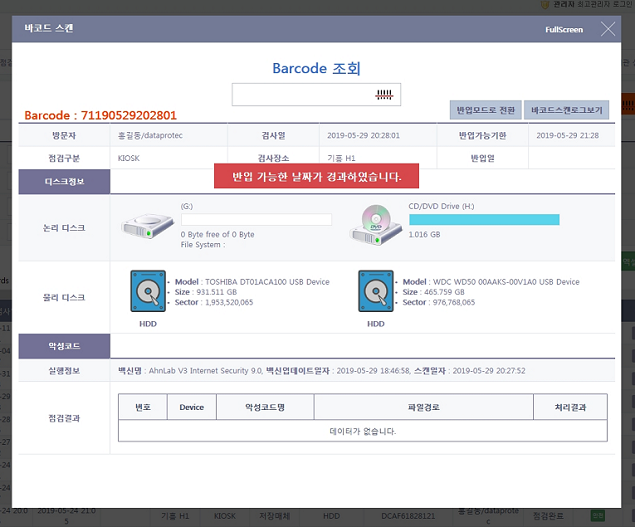 관리자 최고관리자 로그인
바코드 스캔
FullScreen
Barcode 조회
Barcode : 71190529202801
반입모드로 전환
바코드스캔로그보기
방문자 홍길동/dataprotec 검사일 2019-05-29 20:28:01 반입가능기한 2019-05-29 21:28
점검구분 KIOSK 검사장소 기흥 H1 반입일
반입 가능한 날짜가 경과하였습니다.
디스크정보
논리 디스크
(G:)
0 Byte free of 0 Byte
File System :
CD/DVD Drive (H:)
DVD
1.016 GB
물리 디스크
Model : TOSHIBA DT01ACA100 USB Device
Size : 931.511 GB
Sector : 1,953,520,065
HDD
Model : WDC WD50 00AAKS-00V1A0 USB Device
Size : 465.759 GB
Sector : 976,768,065
HDD
악성코드
실행정보 백신명 : AhnLab V3 Internet Security 9.0, 백신업데이트일자 : 2019-05-29 18:46:58, 스캔일자 : 2019-05-29 20:27:52
점검결과
번호 Device 악성코드명 파일경로 처리결과
데이터가 없습니다.
기흥 H1 KIOSK 저장매체 HDD DCAF61828121 홍길동/dataprotec 점검완료